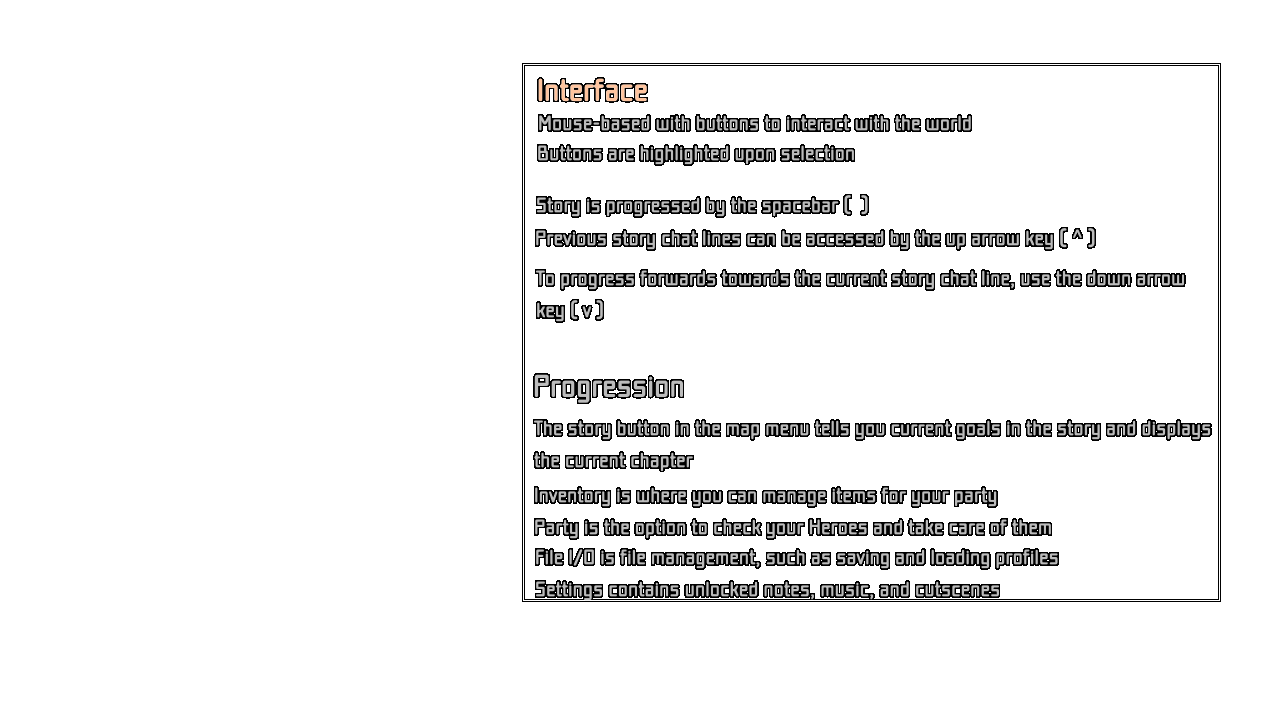 Interface
Mouse-based with buttons to interact with the world
Buttons are highlighted upon selection
Story is progressed by the spacebar ( )
Previous story chat lines can be accessed by the up arrow key ( ^ )
To progress forwards towards the current story chat line, use the down arrow
key ( v )
Progression
The story button in the map menu tells you current goals in the story and displays
the current chapter
Inventory is where you can manage items for your party
Party is the option to check your Heroes and take care of them
File I/O is file management, such as saving and loading profiles
Settings contains unlocked notes, music, and cutscenes